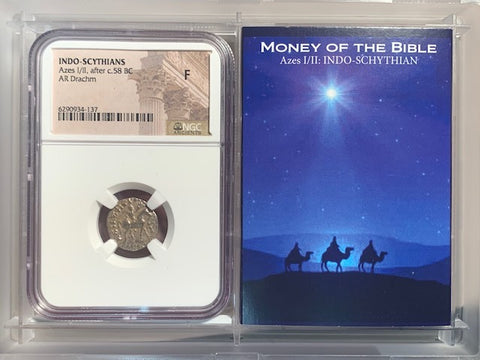 INDO-SCYTHIANS
Azes I/II, after c.58 BC
AR Drachm
F
6290934-137
NGC
ANCIENTS
MONEY OF THE BIBLE
Azes I/II: INDO-SCHYTHIAN